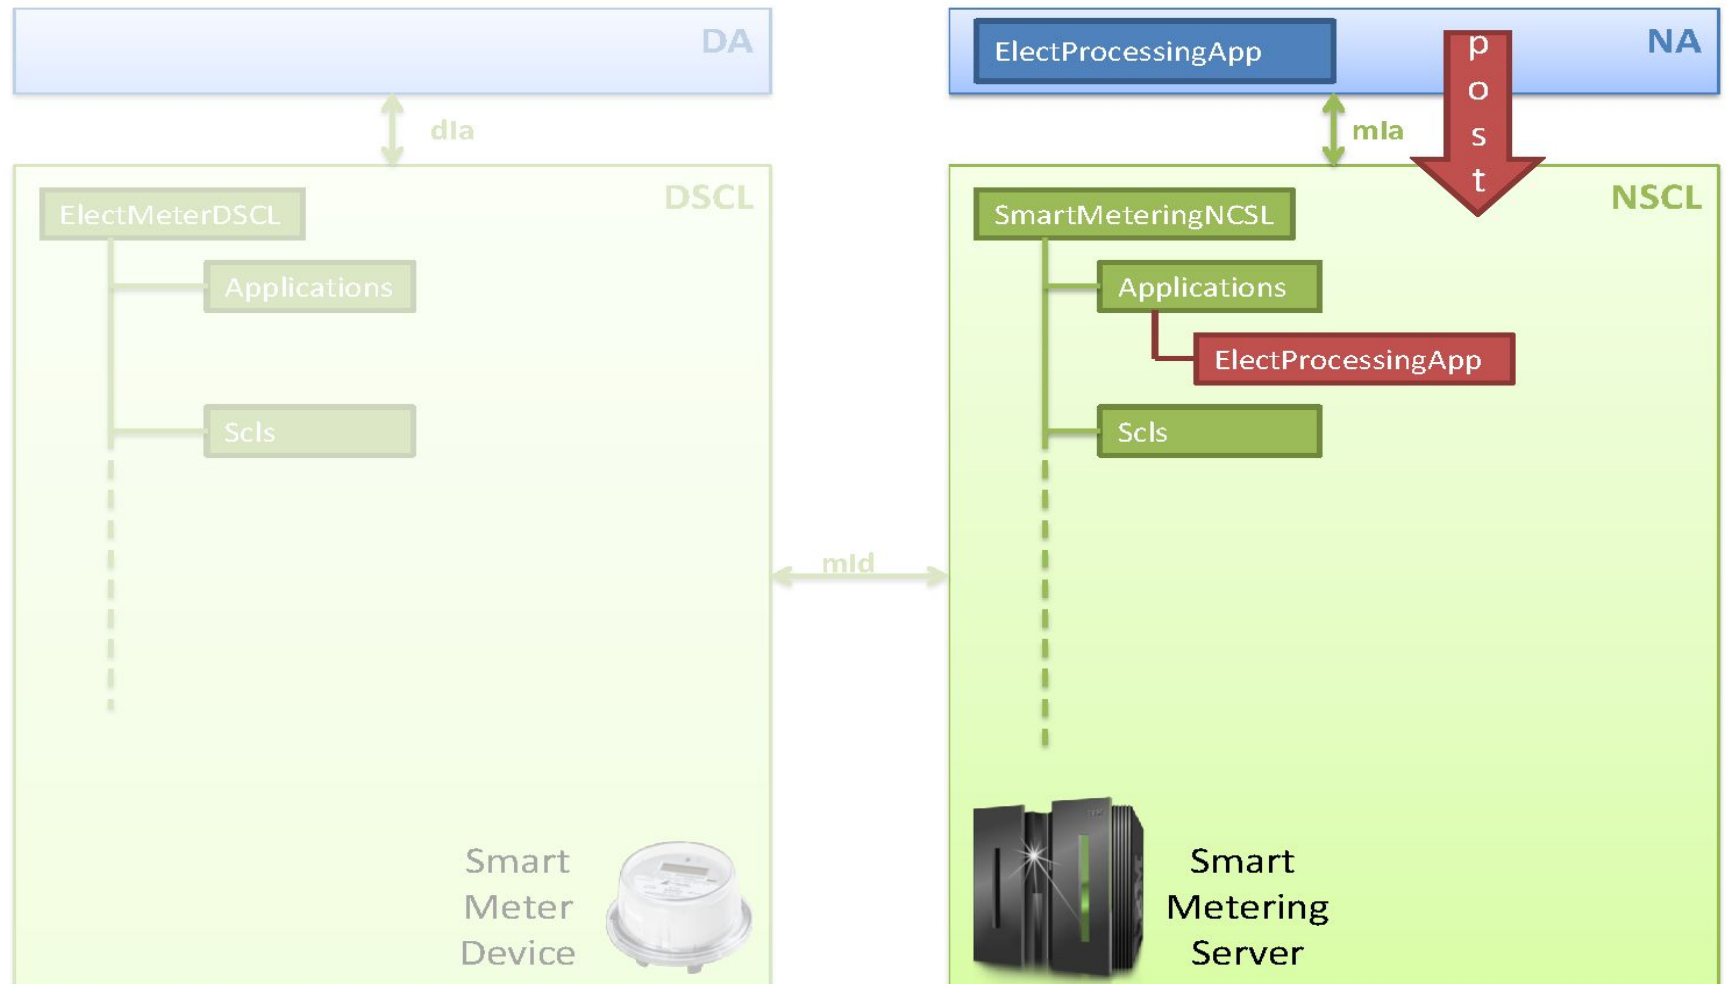 DA
ElectProcessingApp
NA
post
dIa
mIa
ElectMeterDSCL
DSCL
SmartMeteringNCSL
NSCL
Applications
Applications
ElectProcessingApp
Scls
Scls
mId
Smart
Meter
Device
Smart
Metering
Server